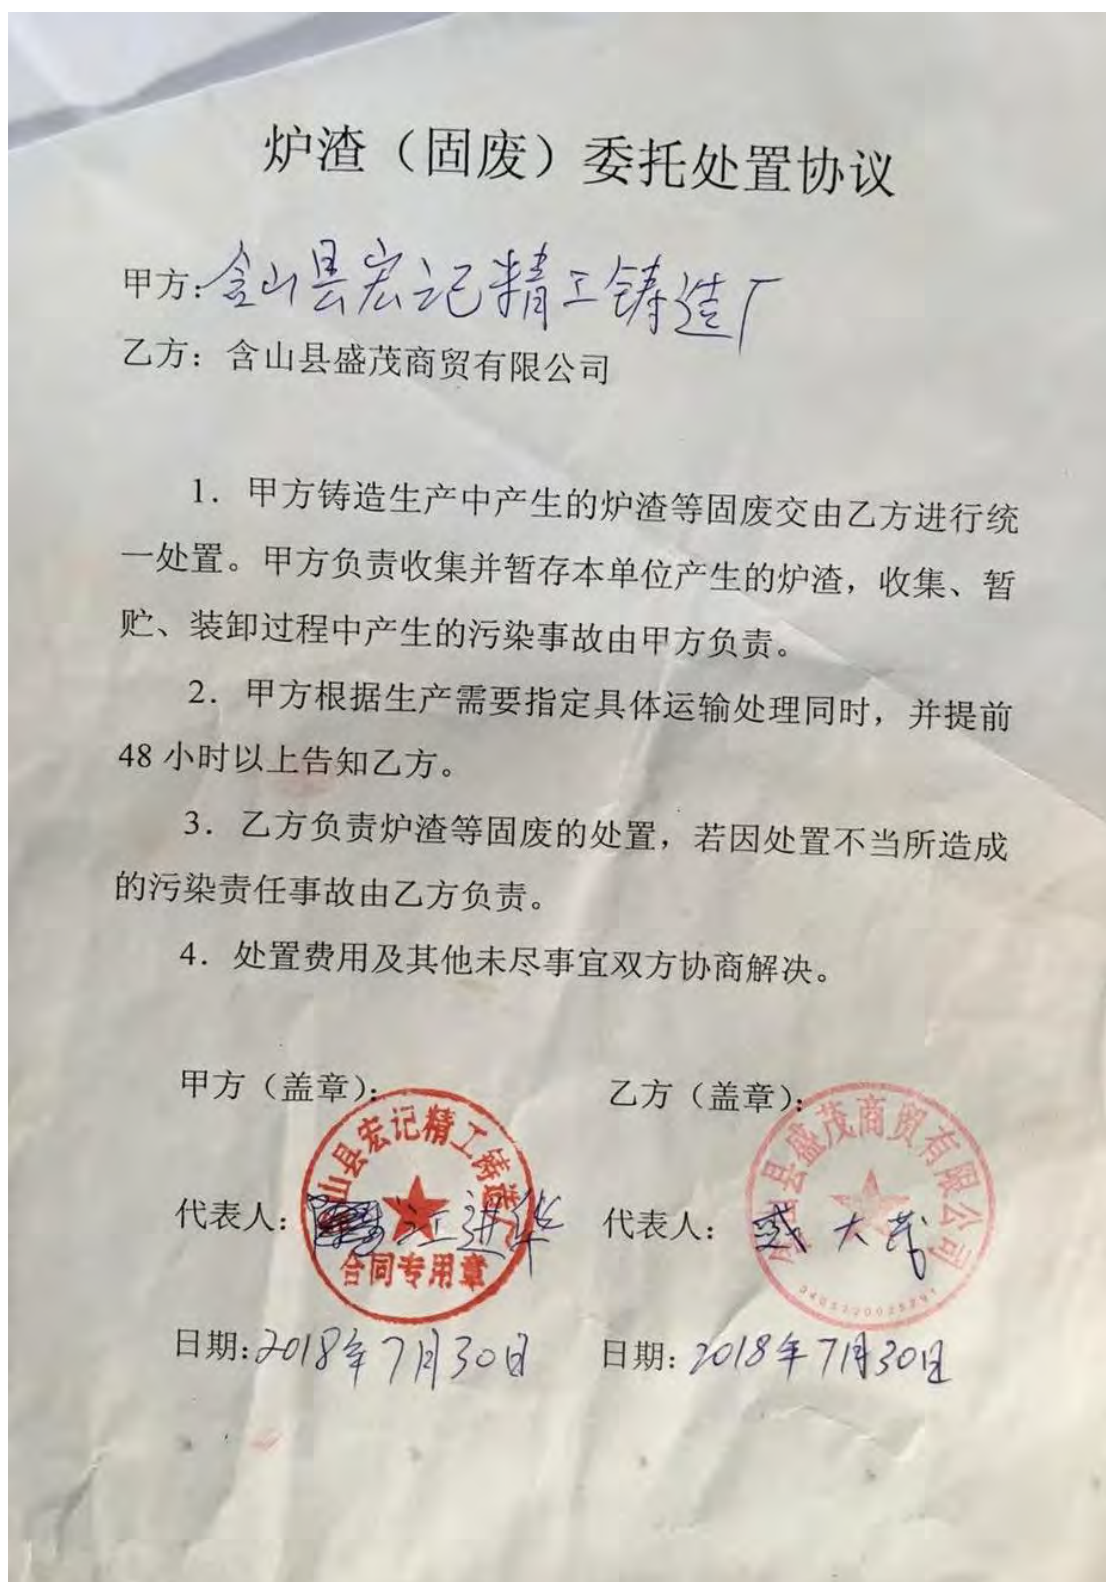 炉渣（固废）委托处置协议
甲方：含山县宏记精工铸造厂
乙方：含山县盛茂商贸有限公司
1．甲方铸造生产中产生的炉渣等固废交由乙方进行统
一处置。甲方负责收集并暂存本单位产生的炉渣，收集、暂
贮、装卸过程中产生的污染事故由甲方负责。
2．甲方根据生产需要指定具体运输处理同时，并提前
48 小时以上告知乙方。
3．乙方负责炉渣等固废的处置，若因处置不当所造成
的污染责任事故由乙方负责。
4．处置费用及其他未尽事宜双方协商解决。
甲方（盖章）：
乙方（盖章）：
山县宏记精工铸造厂
合同专用章
含山县盛茂商贸有限公司
代表人：江进华
代表人：盛大茂
日期：2018年7月30日
日期：2018年7月30日